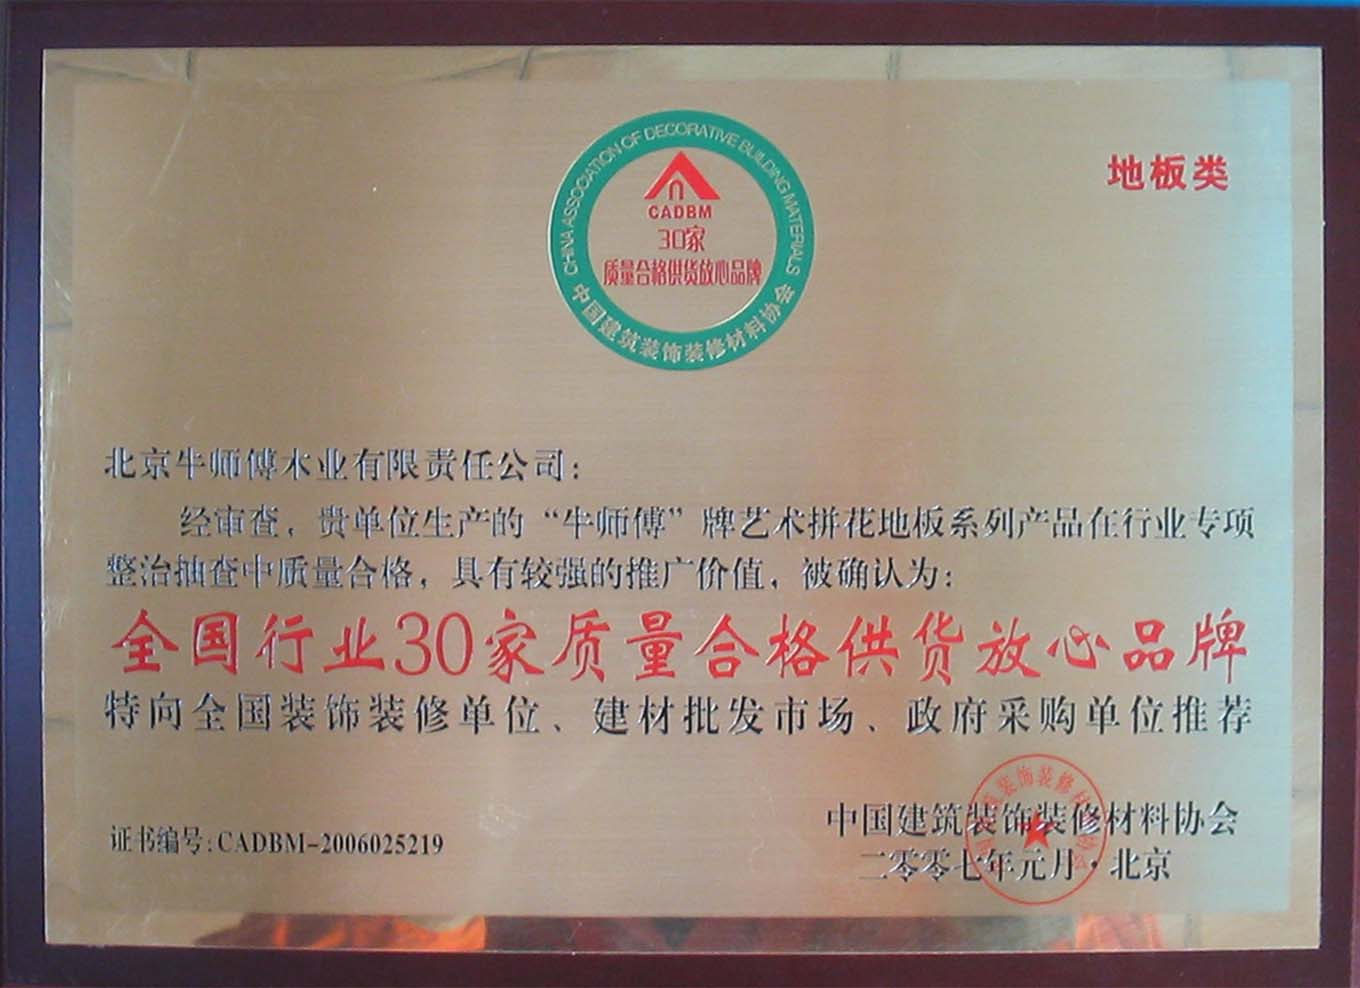 地板类
CHINA ASSOCIATION OF DECORATIVE BUILDING MATERIALS
CADBM
30家
质量合格供货放心品牌
中国建筑装饰装修材料协会
北京牛师傅木业有限责任公司：
经审查，贵单位生产的“牛师傅”牌艺术拼花地板系列产品在行业专项
整治抽查中质量合格，具有较强的推广价值，被确认为：
全国行业30家质量合格供货放心品牌
特向全国装饰装修单位、建材批发市场、政府采购单位推荐
证书编号：CADBM-2006025219
中国建筑装饰装修材料协会
二零零七年元月·北京